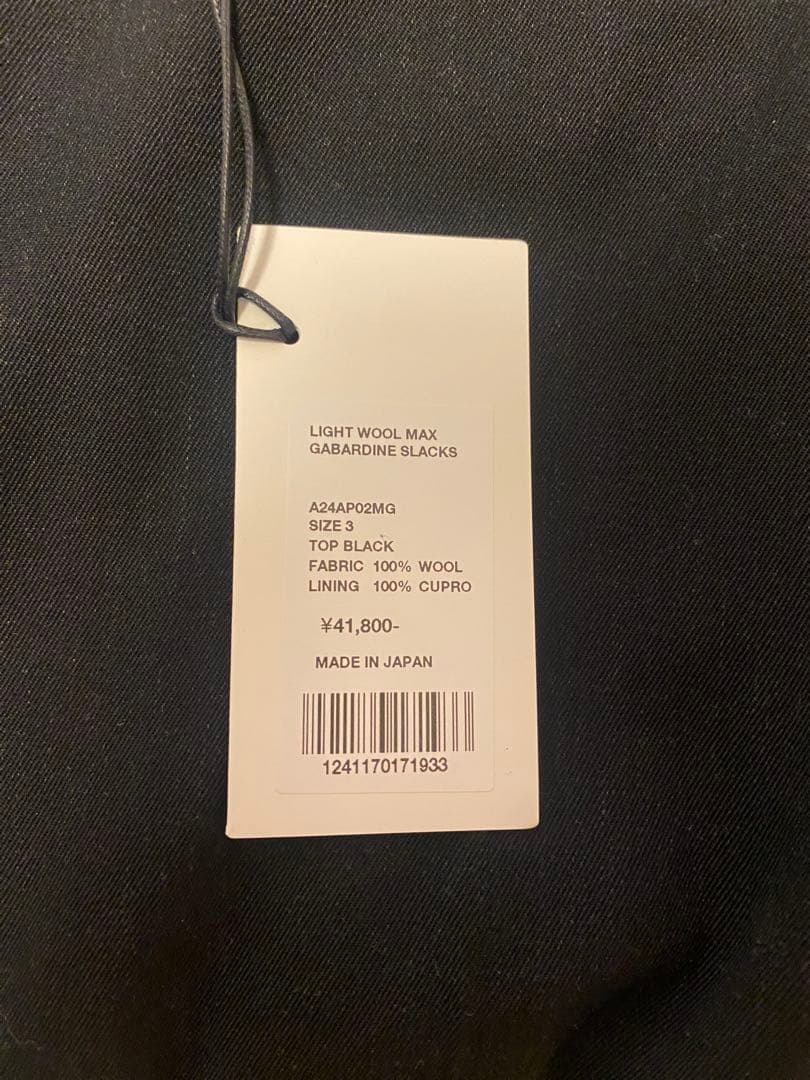 LIGHT WOOL MAX
GABARDINE SLACKS
A24AP02MG
SIZE 3
TOP BLACK
FABRIC 100% WOOL
LINING 100% CUPRO
¥41,800-
MADE IN JAPAN
1241170171933